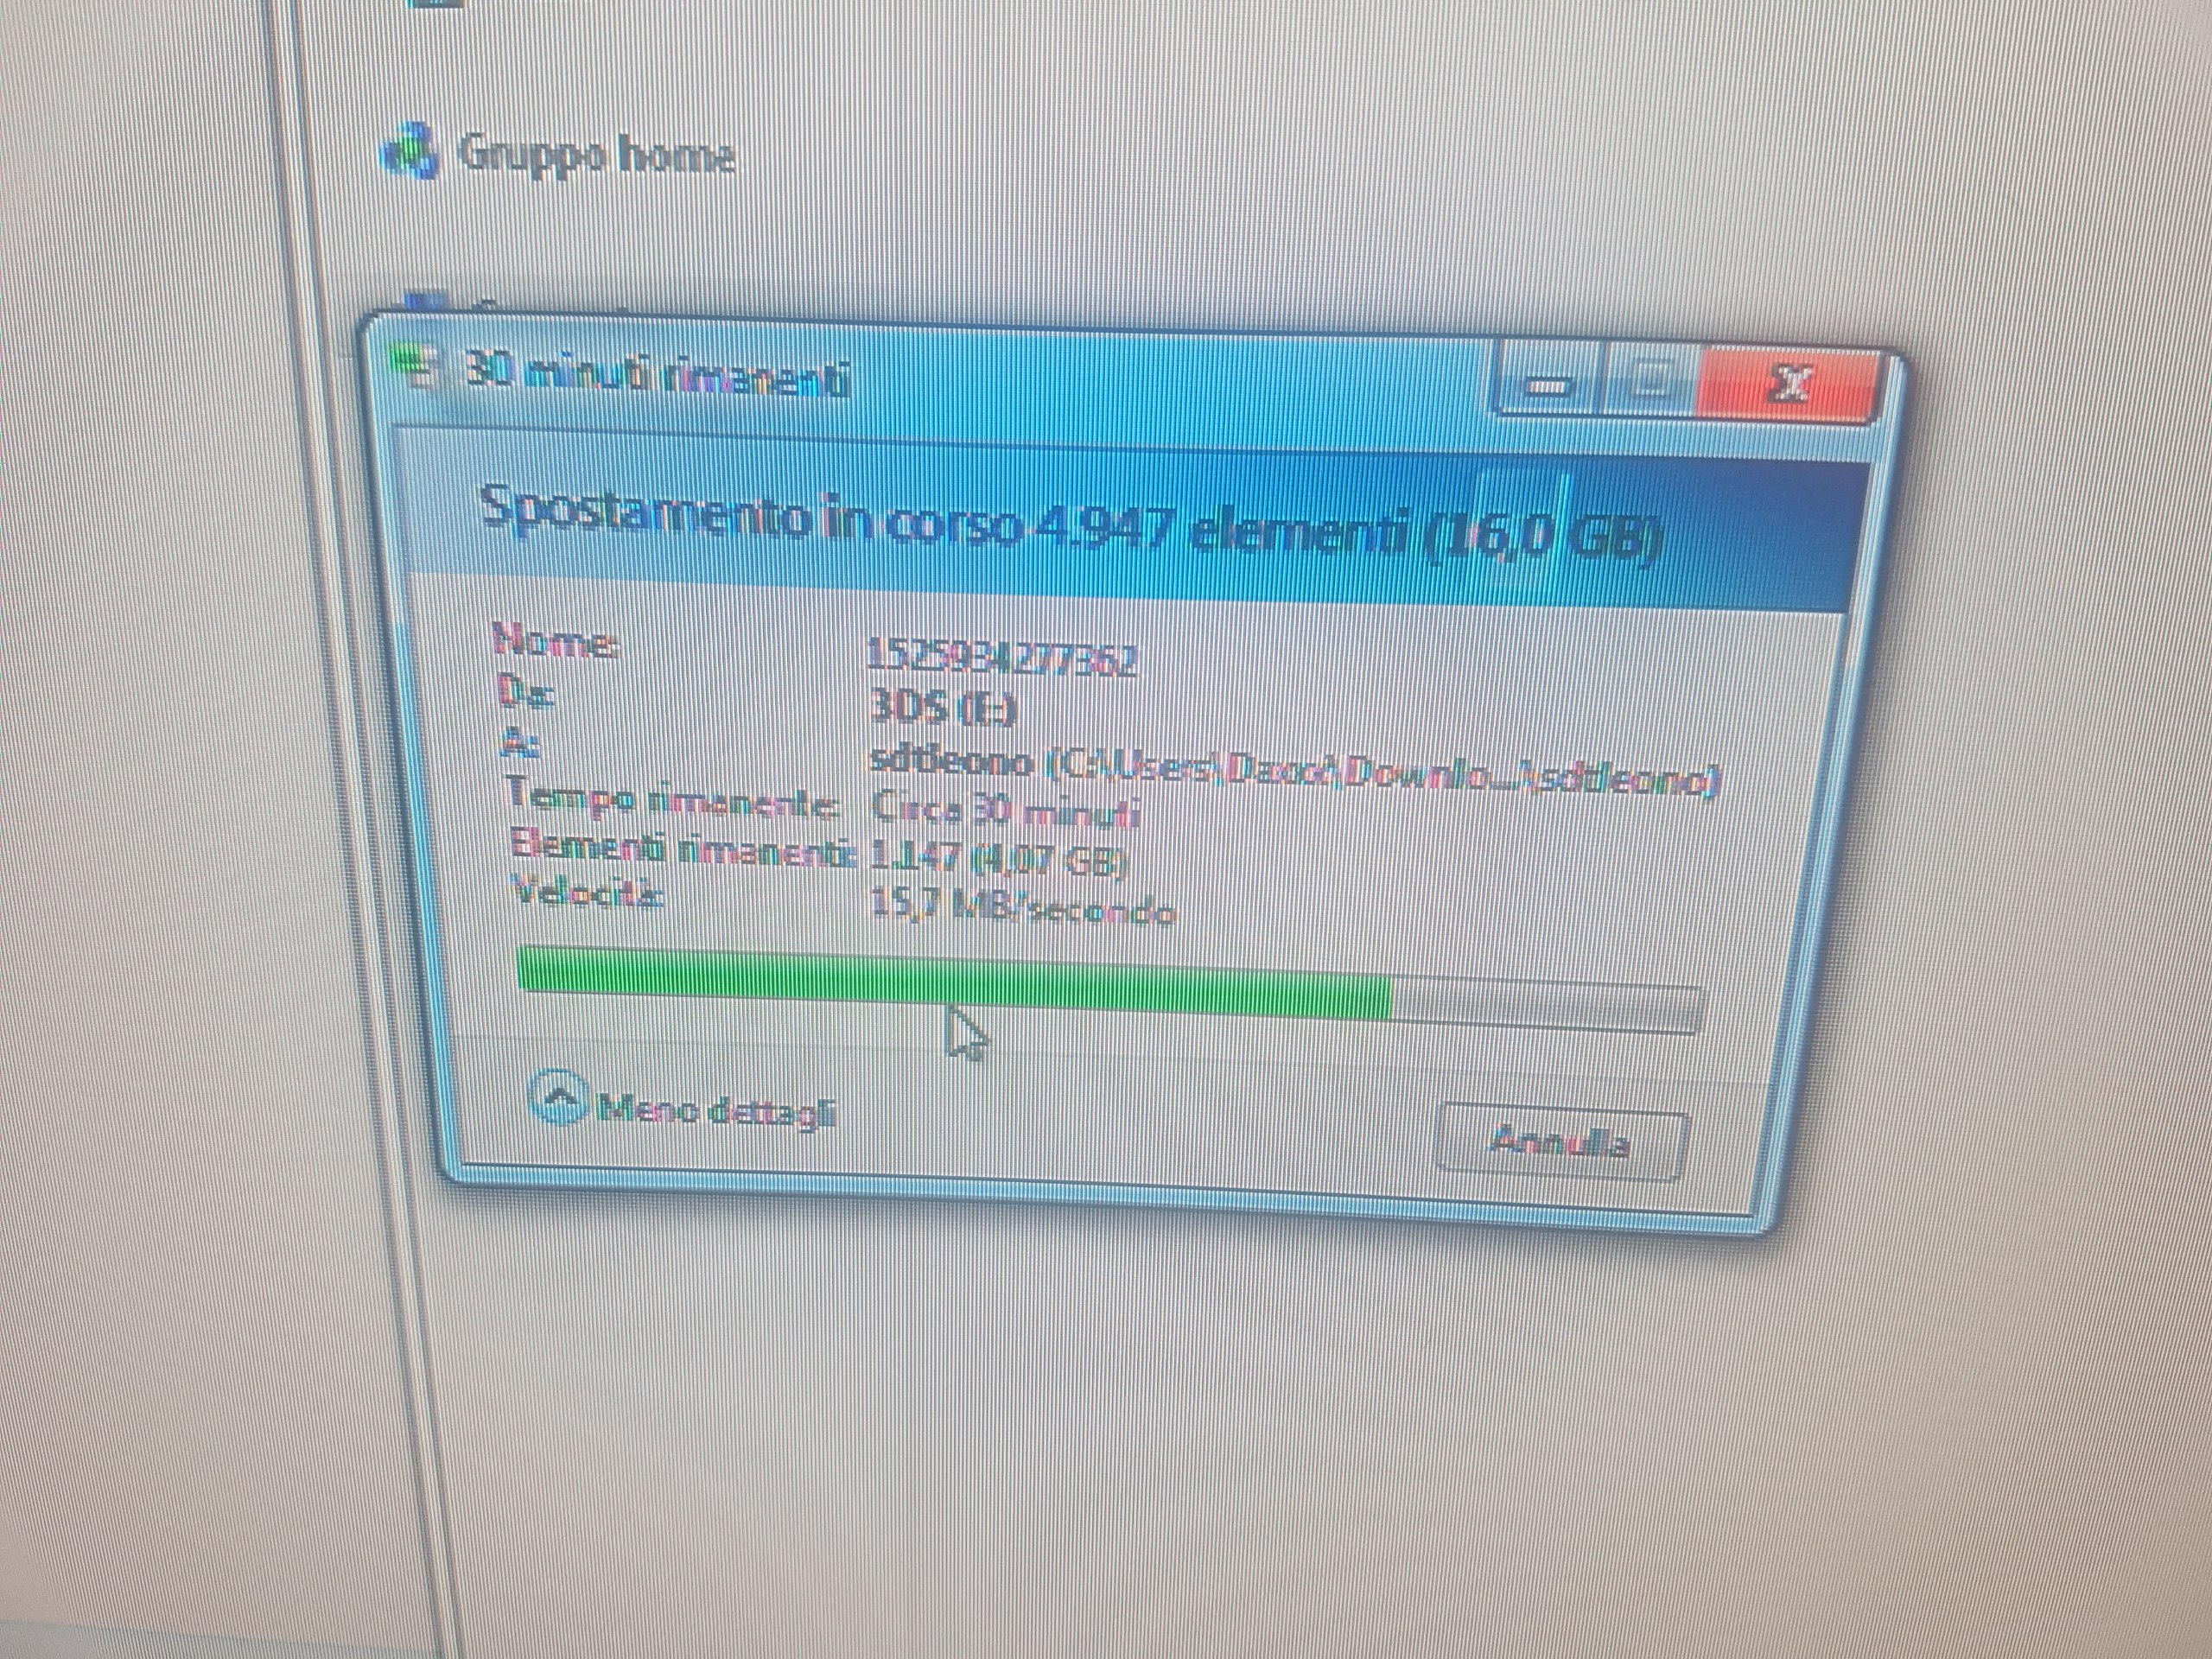 Gruppo home
30 minuti rimanenti
Spostamento in corso 4.947 elementi (16,0 GB)
Nome: 1525934277362
Da: 3DS (E:)
A: sdtleono (C:\Users\Dacco\Downlo...\sdtleono)
Tempo rimanente: Circa 30 minuti
Elementi rimanenti: 1.147 (4,07 GB)
Velocità: 15,7 MB/secondo
Meno dettagli
Annulla